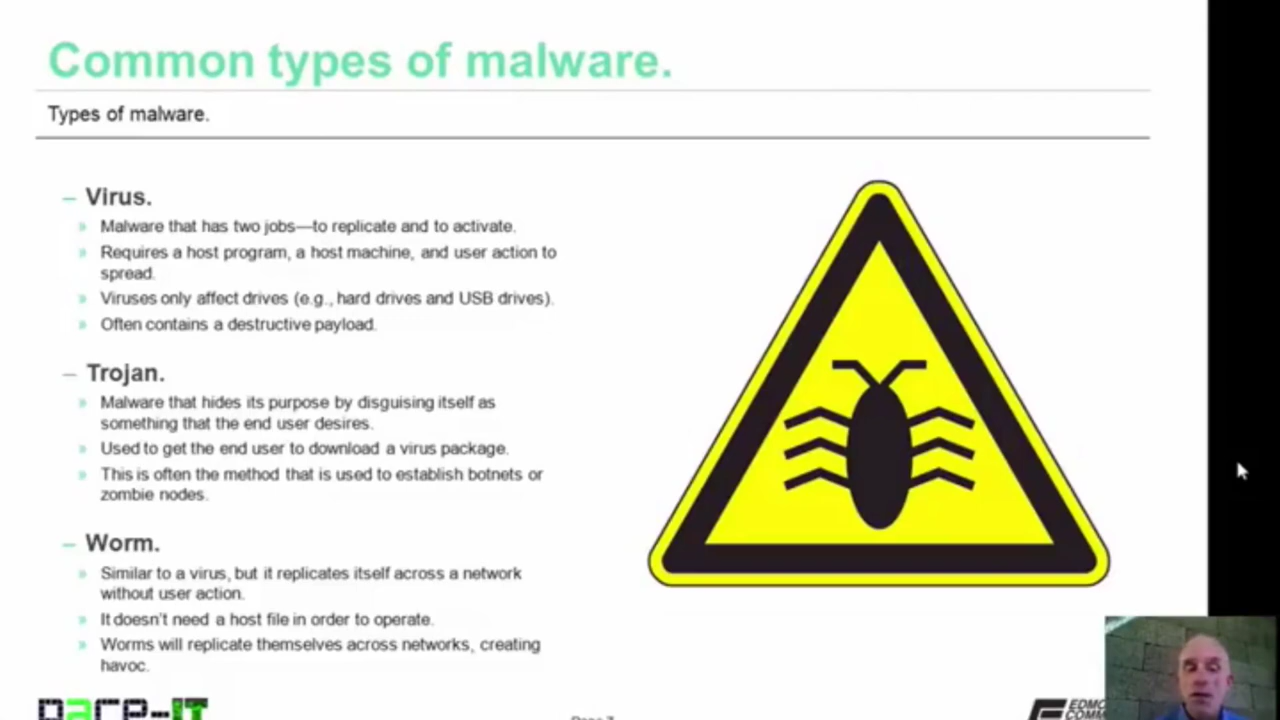 Common types of malware.
Types of malware.
– Virus.
» Malware that has two jobs—to replicate and to activate.
» Requires a host program, a host machine, and user action to
spread.
» Viruses only affect drives (e.g., hard drives and USB drives).
» Often contains a destructive payload.
– Trojan.
» Malware that hides its purpose by disguising itself as
something that the end user desires.
» Used to get the end user to download a virus package.
» This is often the method that is used to establish botnets or
zombie nodes.
– Worm.
» Similar to a virus, but it replicates itself across a network
without user action.
» It doesn't need a host file in order to operate.
» Worms will replicate themselves across networks, creating
havoc.
PACE-IT
Page 7